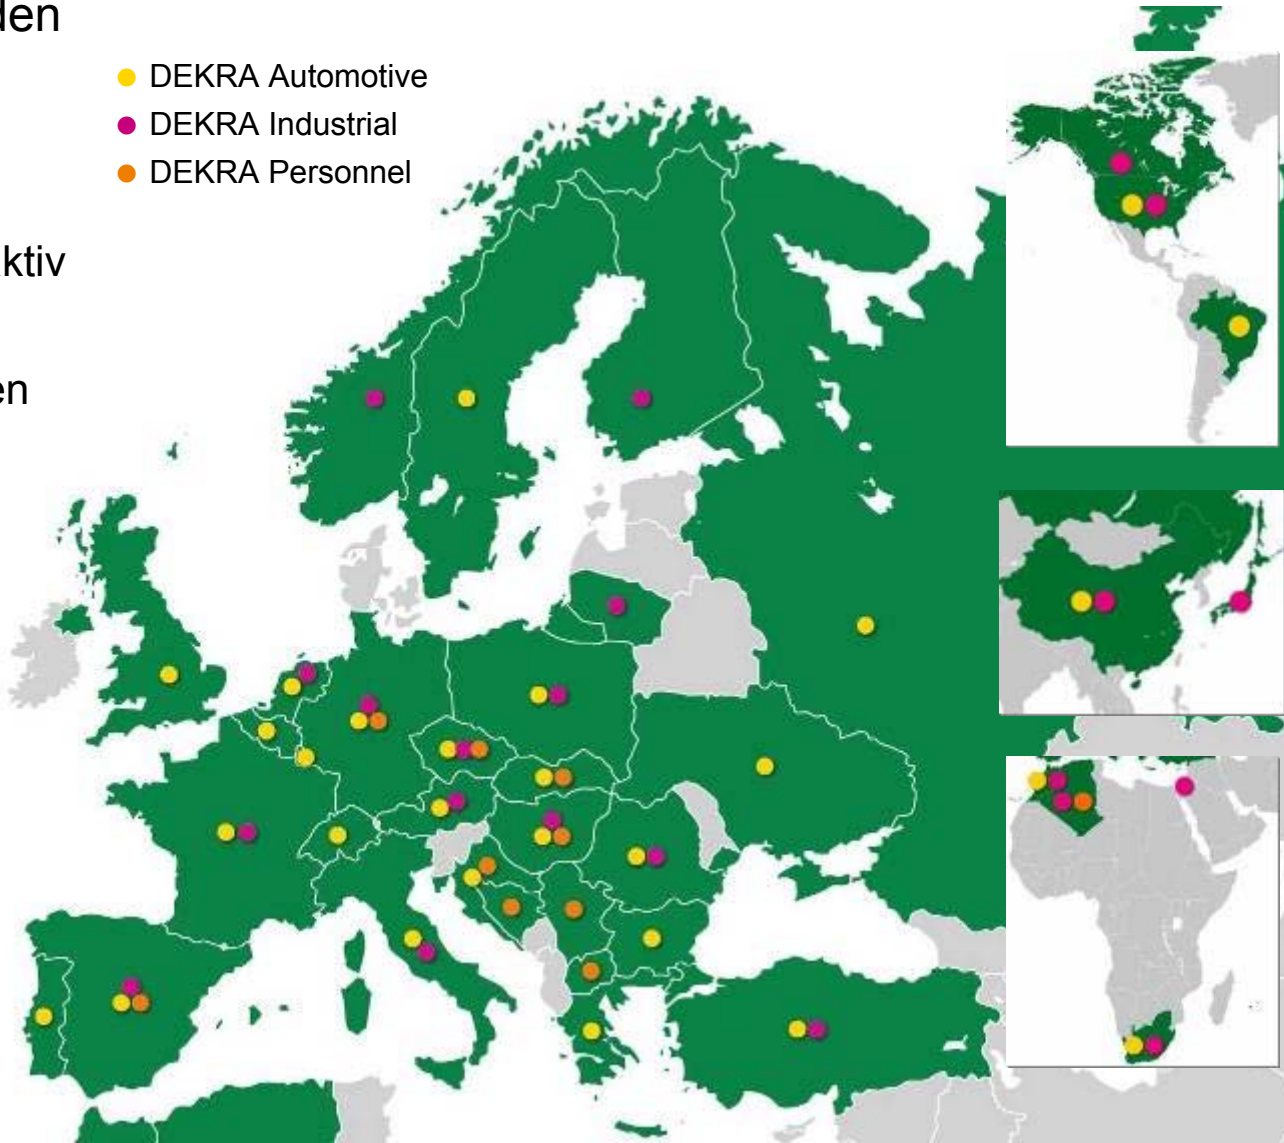 den
DEKRA Automotive
DEKRA Industrial
DEKRA Personnel
ktiv
en